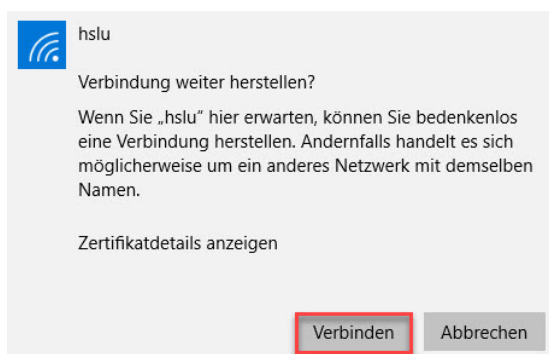 hslu
Verbindung weiter herstellen?
Wenn Sie „hslu“ hier erwarten, können Sie bedenkenlos
eine Verbindung herstellen. Andernfalls handelt es sich
möglicherweise um ein anderes Netzwerk mit demselben
Namen.
Zertifikatdetails anzeigen
Verbinden Abbrechen